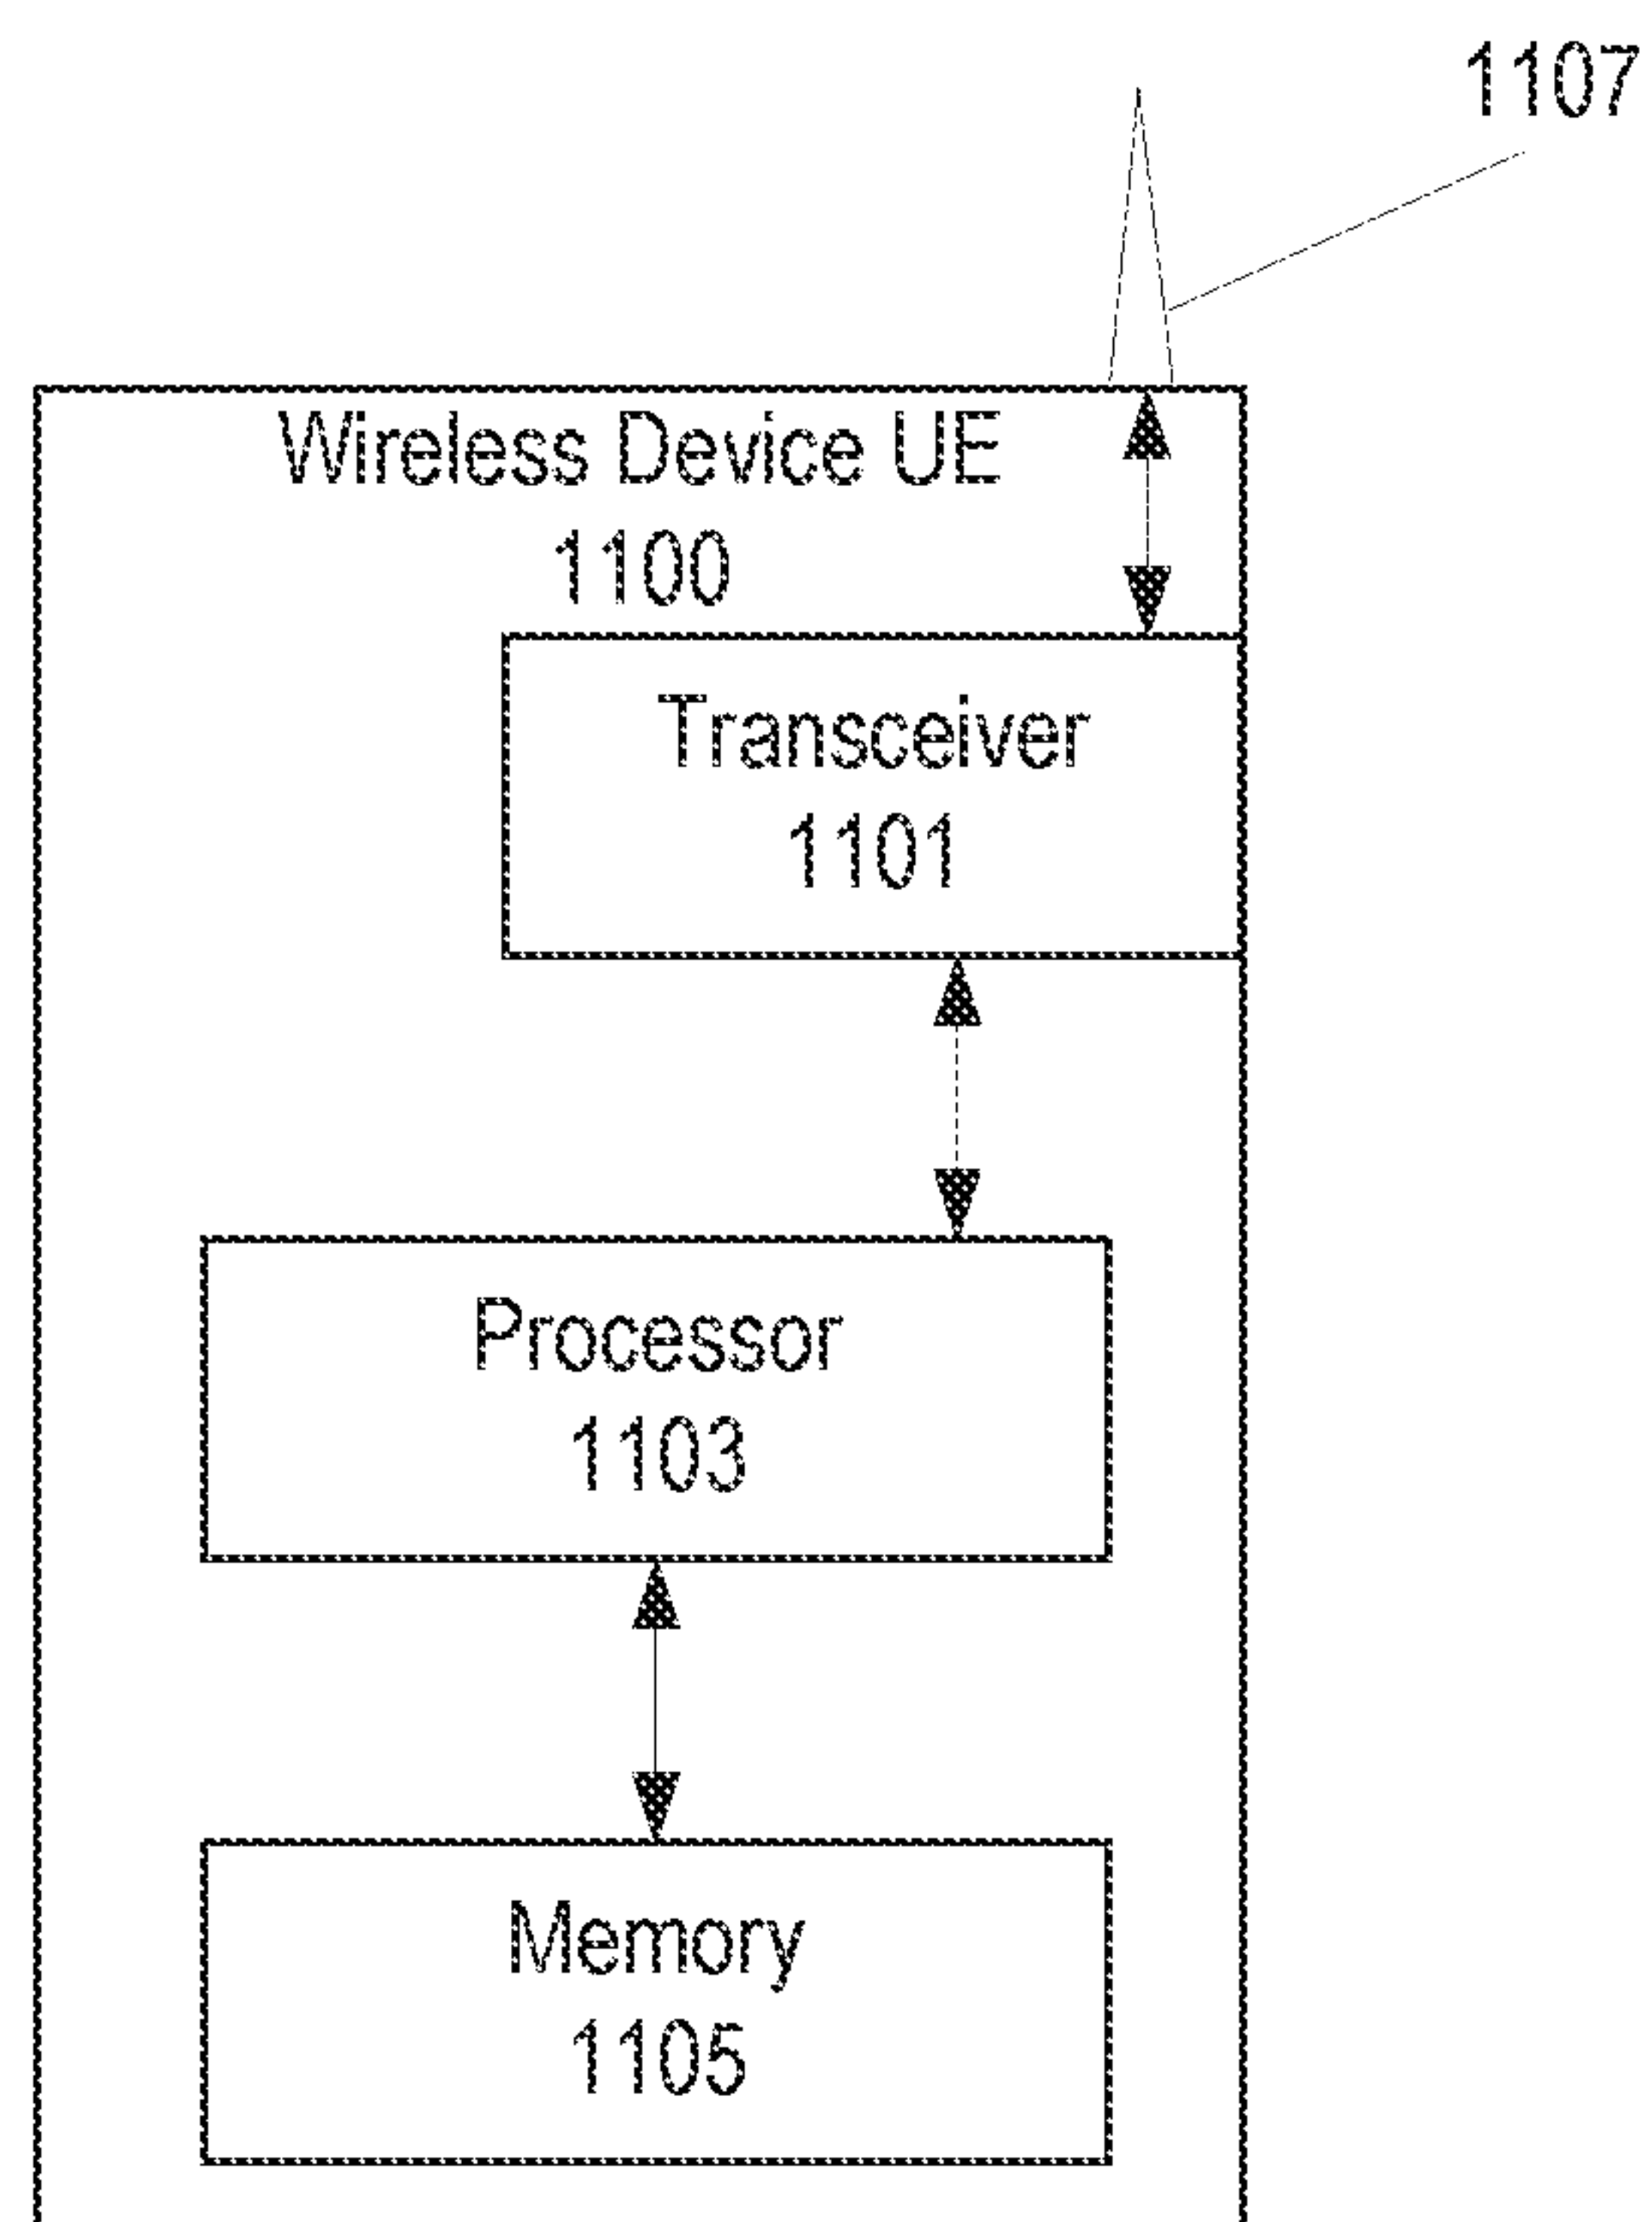 1107
Wireless Device UE
1100
Transceiver
1101
Processor
1103
Memory
1105